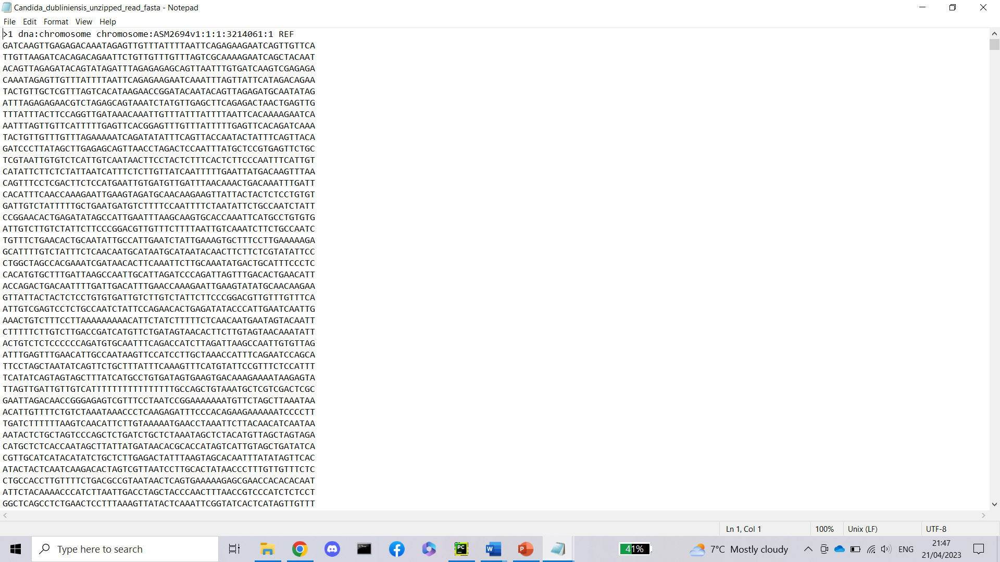 Candida_dubliniensis_unzipped_read_fasta - Notepad
File Edit Format View Help
>1 dna:chromosome chromosome:ASM2694v1:1:1:3214061:1 REF
GATCAAGTTGAGAGACAAATAGAGTTGTTTATTTTAATTCAGAGAAGAATCAGTTGTTCA
TTGTTAAGATCACAGACAGAATTCTGTTGTTTGTTTAGTCGCAAAAGAATCAGCTACAAT
ACAGTTAGAGATACAGTATAGATTTAGAGAGAGCAGTTAATTTGTGATCAAGTCGAGAGA
CAAATAGAGTTGTTTATTTTAATTCAGAGAAGAATCAAATTTAGTTATTCATAGACAGAA
TACTGTTGCTCGTTTAGTCACATAAGAACCGGATACAATACAGTTAGAGATGCAATATAG
ATTTAGAGAGAACGTCTAGAGCAGTAAATCTATGTTGAGCTTCAGAGACTAACTGAGTTG
TTTATTTACTTCCAGGTTGATAAACAAATTGTTTATTTATTTTAATTCACAAAAGAATCA
AATTTAGTTGTTCATTTTTGAGTTCACGGAGTTTGTTTATTTTTGAGTTCACAGATCAAA
TACTGTTGTTTGTTTAGAAAAATCAGATATATTTCAGTTACCAATACTATTTCAGTTACA
GATCCCTTATAGCTTGAGAGCAGTTAACCTAGACTCCAATTTATGCTCCGTGAGTTCTGC
TCGTAATTGTGTCTCATTGTCAATAACTTCCTACTCTTTCACTCTTCCCAATTTCATTGT
CATATTCTTCTCTATTAATCATTTCTCTTGTTATCAATTTTTGAATTATGACAAGTTTAA
CAGTTTCCTCGACTTCTCCATGAATTGTGATGTTGATTTAACAAACTGACAAATTTGATT
CACATTTCAACCAAAGAATTGAAGTAGATGCAACAAGAAGTTATTACTACTCTCCTGTGT
GATTGTCTATTTTTGCTGAATGATGTCTTTTCCAATTTTCTAATATTCTGCCAATCTATT
CCGGAACACTGAGATATAGCCATTGAATTTAAGCAAGTGCACCAAATTCATGCCTGTGTG
ATTGTCTTGTCTATTCTTCCCGGACGTTGTTTCTTTTAATTGTCAAATCTTCTGCCAATC
TGTTTCTGAACACTGCAATATTGCCATTGAATCTATTGAAAGTGCTTTCCTTGAAAAAGA
GCATTTTGTCTATTTCTCAACAATGCATAATGCATAATACAACTTCTTCTCGTATATTCC
CTGGCTAGCCACGAAATCGATAACACTTCAAATTCTTGCAAATATGACTGCATTTCCCTC
CACATGTGCTTTGATTAAGCCAATTGCATTAGATCCCAGATTAGTTTGACACTGAACATT
ACCAGACTGACAATTTTGATTGACATTTGAACCAAAGAATTGAAGTATATGCAACAAGAA
GTTATTACTACTCTCCTGTGTGATTGTCTTGTCTATTCTTCCCGGACGTTGTTTGTTTCA
ATTGTCGAGTCCTCTGCCAATCTATTCCAGAACACTGAGATATACCCATTGAATCAATTG
AAACTGTCTTTCCTTAAAAAAAAACATTCTATCTTTTTCTCAACAATGAATAGTACAATT
CTTTTTCTTGTCTTGACCGATCATGTTCTGATAGTAACACTTCTTGTAGTAACAAATATT
ACTGTCTCTCCCCCCAGATGTGCAATTTCAGACCATCTTAGATTAAGCCAATTGTGTTAG
ATTTGAGTTTGAACATTGCCAATAAGTTCCATCCTTGCTAAACCATTTCAGAATCCAGCA
TTCCTAGCTAATATCAGTTCTGCTTTATTTCAAAGTTTCATGTATTCCGTTTCTCCATTT
TCATATCAGTAGTAGCTTTATCATGCCTGTGATAGTGAAGTGACAAAGAAAATAAGAGTA
TTAGTTGATTGTTGTCATTTTTTTTTTTTTTTTGCCAGCTGTAAATGCTCGTCGACTCGC
GAATTAGACAACCGGGAGAGTCGTTTCCTAATCCGGAAAAAAATGTTCTAGCTTAAATAA
ACATTGTTTTCTGTCTAAATAAACCCTCAAGAGATTTCCCACAGAAGAAAAAATCCCCTT
TGATCTTTTTTAAGTCAACATTCTTGTAAAAATGAACCTAAATTCTTACAACATCAATAA
AATACTCTGCTAGTCCCAGCTCTGATCTGCTCTAAATAGCTCTACATGTTAGCTAGTAGA
CATGCTCTCACCAATAGCTTATTATGATAACACGCACCATAGTCATTGTAGCTGATATCA
CGTTGCATCATACATATCTGCTCTTGAGACTATTTAAGTAGCACAATTTATATAGTTCAC
ATACTACTCAATCAAGACACTAGTCGTTAATCCTTGCACTATAACCCTTTGTTGTTTCTC
CTGCCACCTTGTTTTCTGACGCCGTAATAACTCAGTGAAAAAGAGCGAACCACACACAAT
ATTCTACAAAACCCATCTTAATTGACCTAGCTACCCAACTTTAACCGTCCCATCTCTCCT
GGCTCAGCCTCTGAACTCCTTTAAAGTTATACTCAAATTCGGTATCACTCATAGTTGTTT
Ln 1, Col 1 100% Unix (LF) UTF-8
Type here to search 41% 7°C Mostly cloudy ENG 21:47
21/04/2023